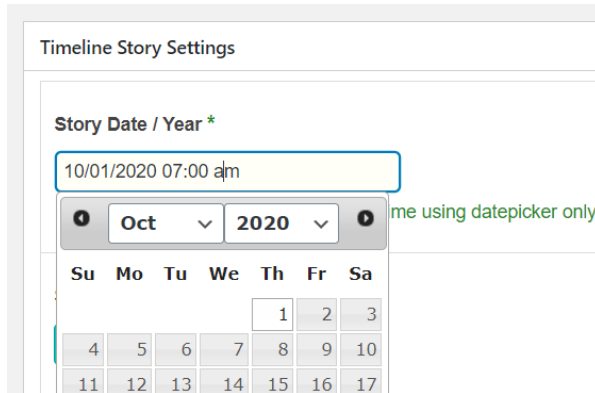 Timeline Story Settings
Story Date / Year *
10/01/2020 07:00 am
me using datepicker only
Oct 2020
Su Mo Tu We Th Fr Sa
1 2 3
4 5 6 7 8 9 10
11 12 13 14 15 16 17